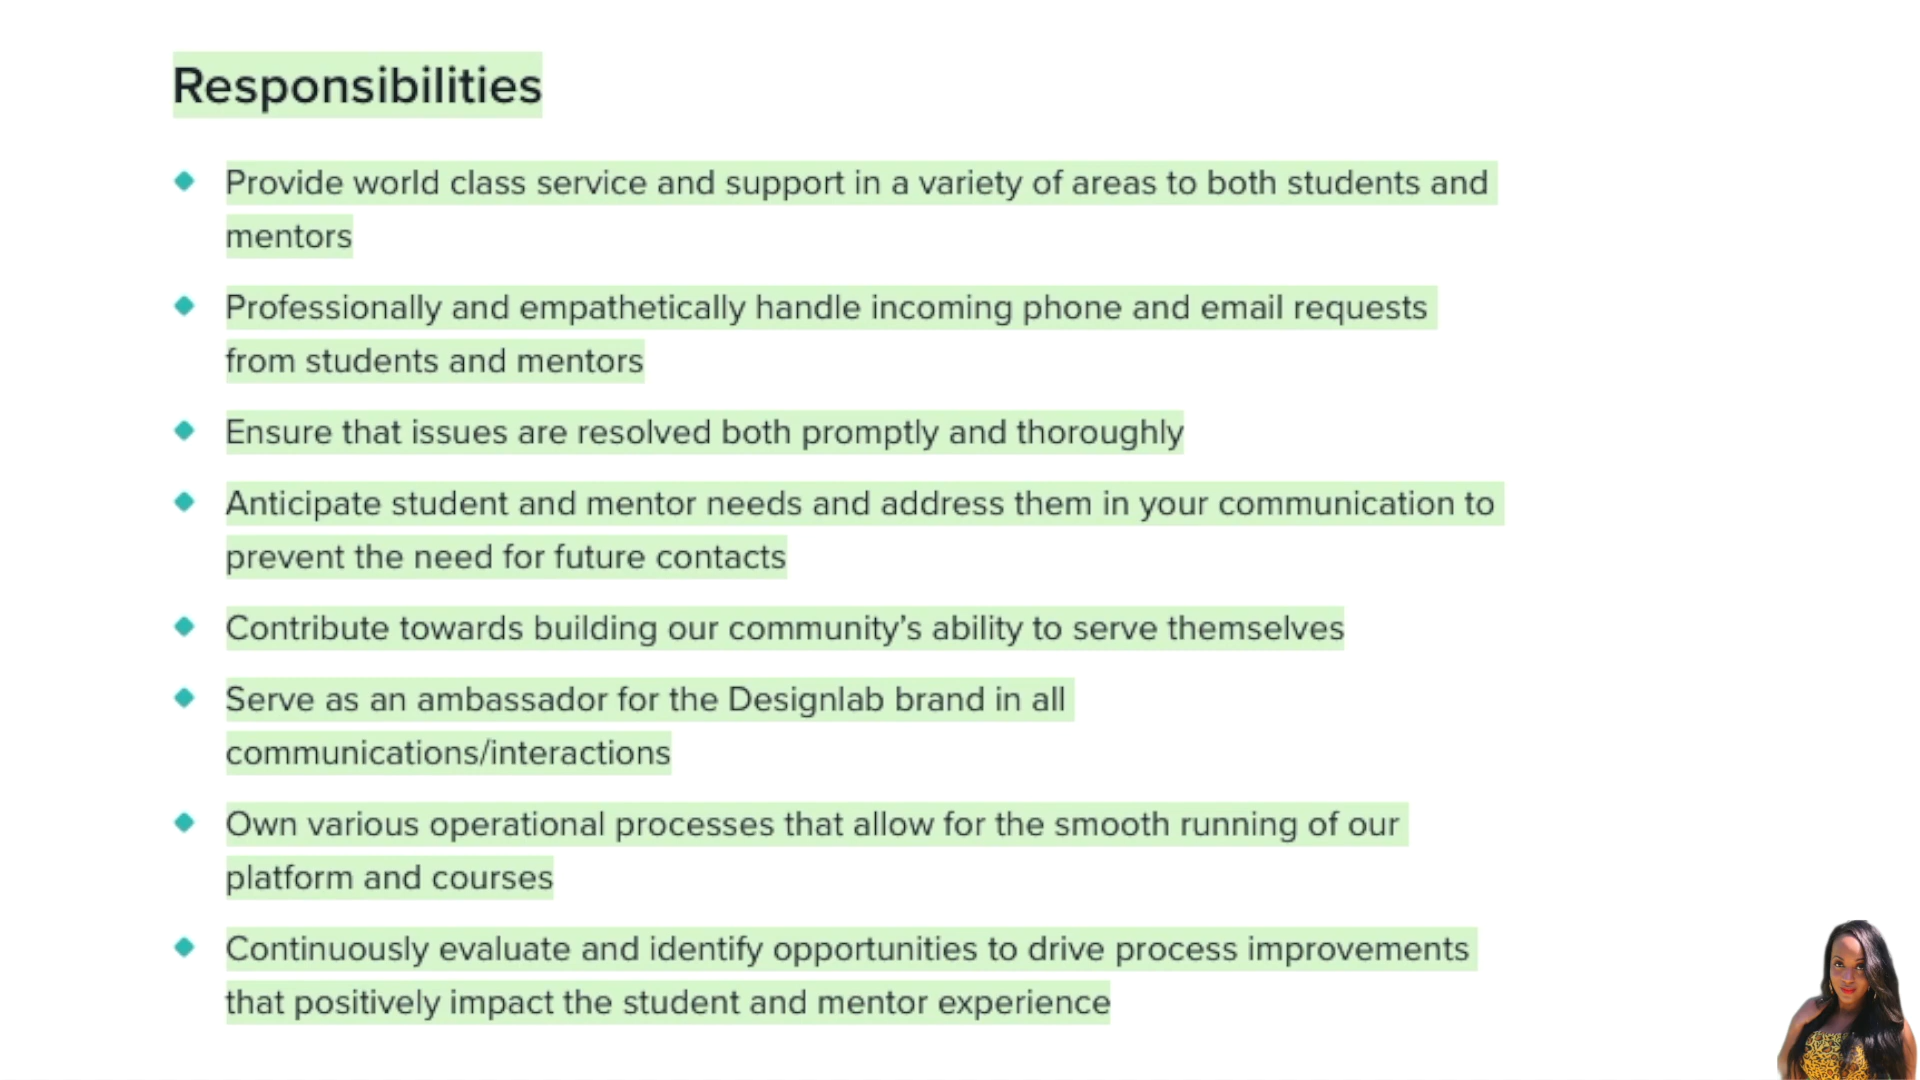 Responsibilities
Provide world class service and support in a variety of areas to both students and
mentors
Professionally and empathetically handle incoming phone and email requests
from students and mentors
Ensure that issues are resolved both promptly and thoroughly
Anticipate student and mentor needs and address them in your communication to
prevent the need for future contacts
Contribute towards building our community’s ability to serve themselves
Serve as an ambassador for the Designlab brand in all
communications/interactions
Own various operational processes that allow for the smooth running of our
platform and courses
Continuously evaluate and identify opportunities to drive process improvements
that positively impact the student and mentor experience